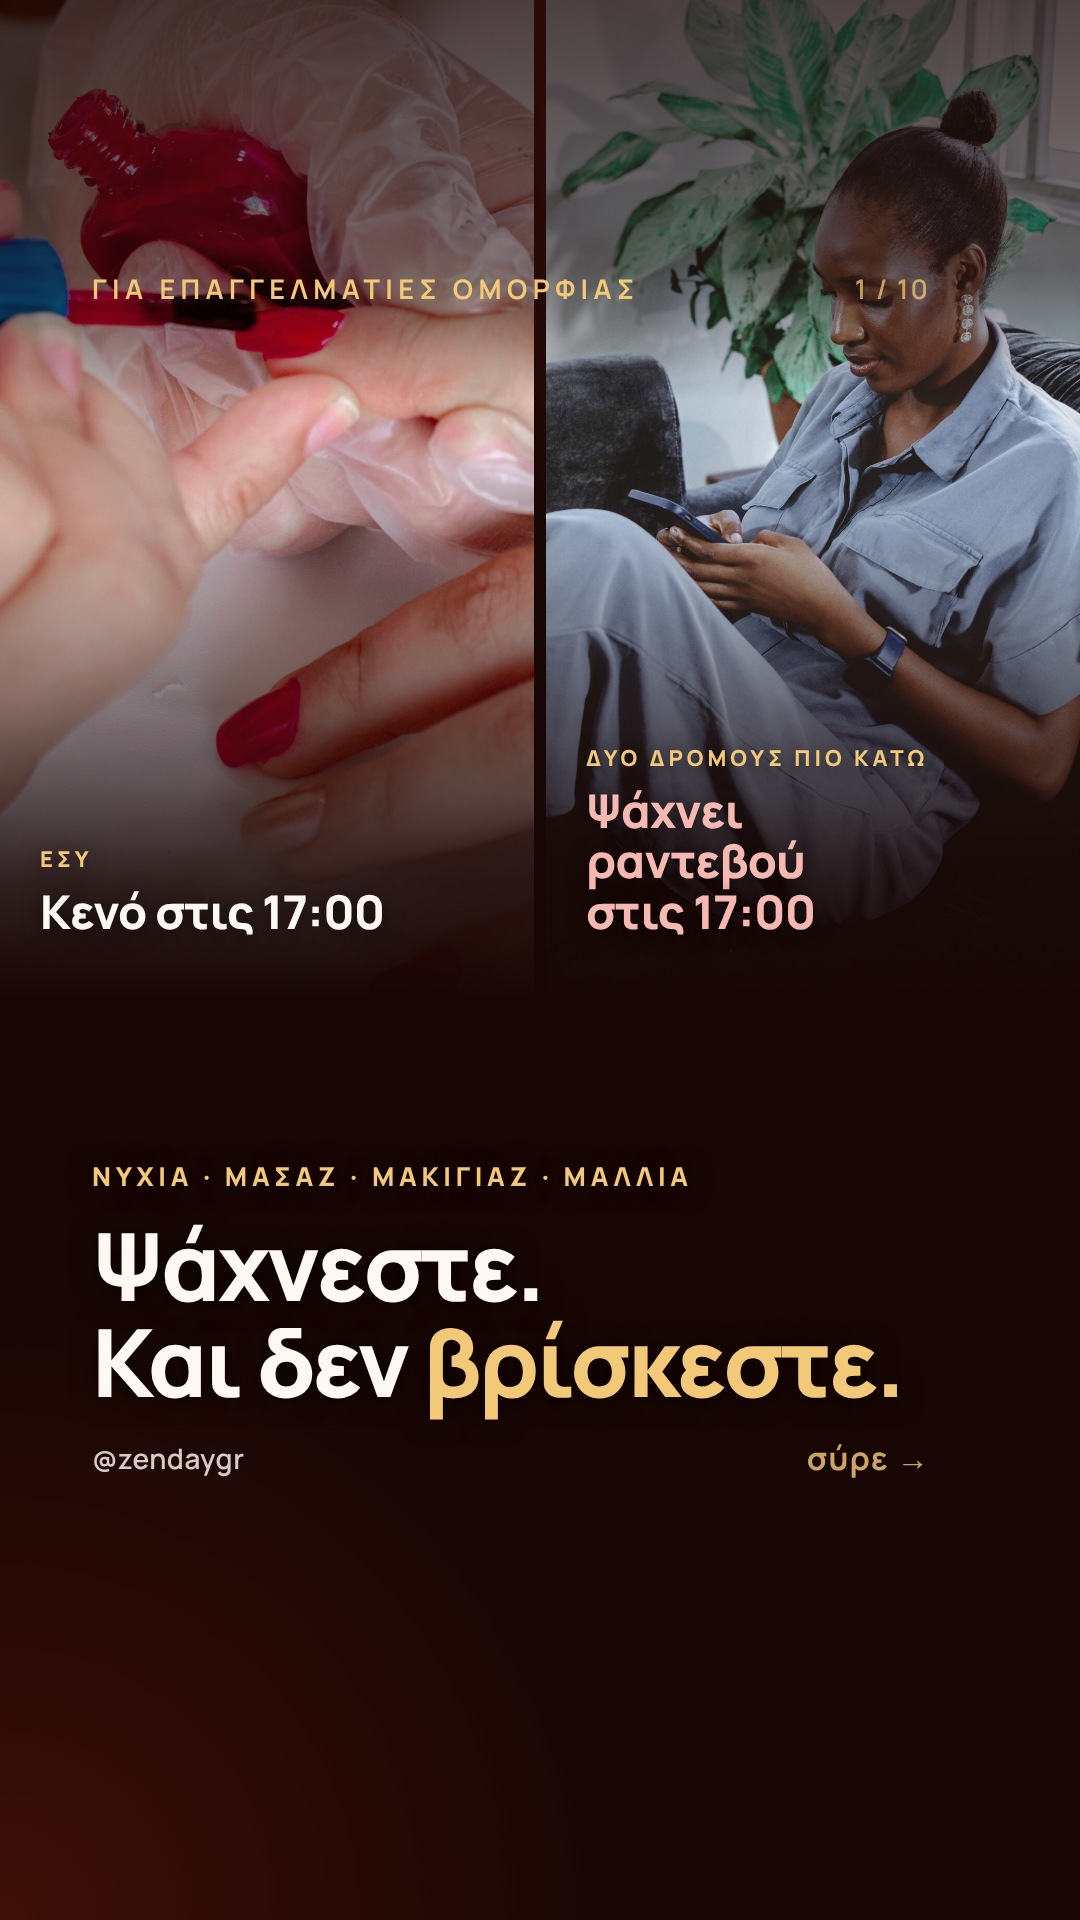 ΓΙΑ ΕΠΑΓΓΕΛΜΑΤΙΕΣ ΟΜΟΡΦΙΑΣ
1 / 10
ΕΣΥ
Κενό στις 17:00
ΔΥΟ ΔΡΟΜΟΥΣ ΠΙΟ ΚΑΤΩ
Ψάχνει
ραντεβού
στις 17:00
ΝΥΧΙΑ · ΜΑΣΑΖ · ΜΑΚΙΓΙΑΖ · ΜΑΛΛΙΑ
Ψάχνεστε.
Και δεν βρίσκεστε.
@zendaygr
σύρε →